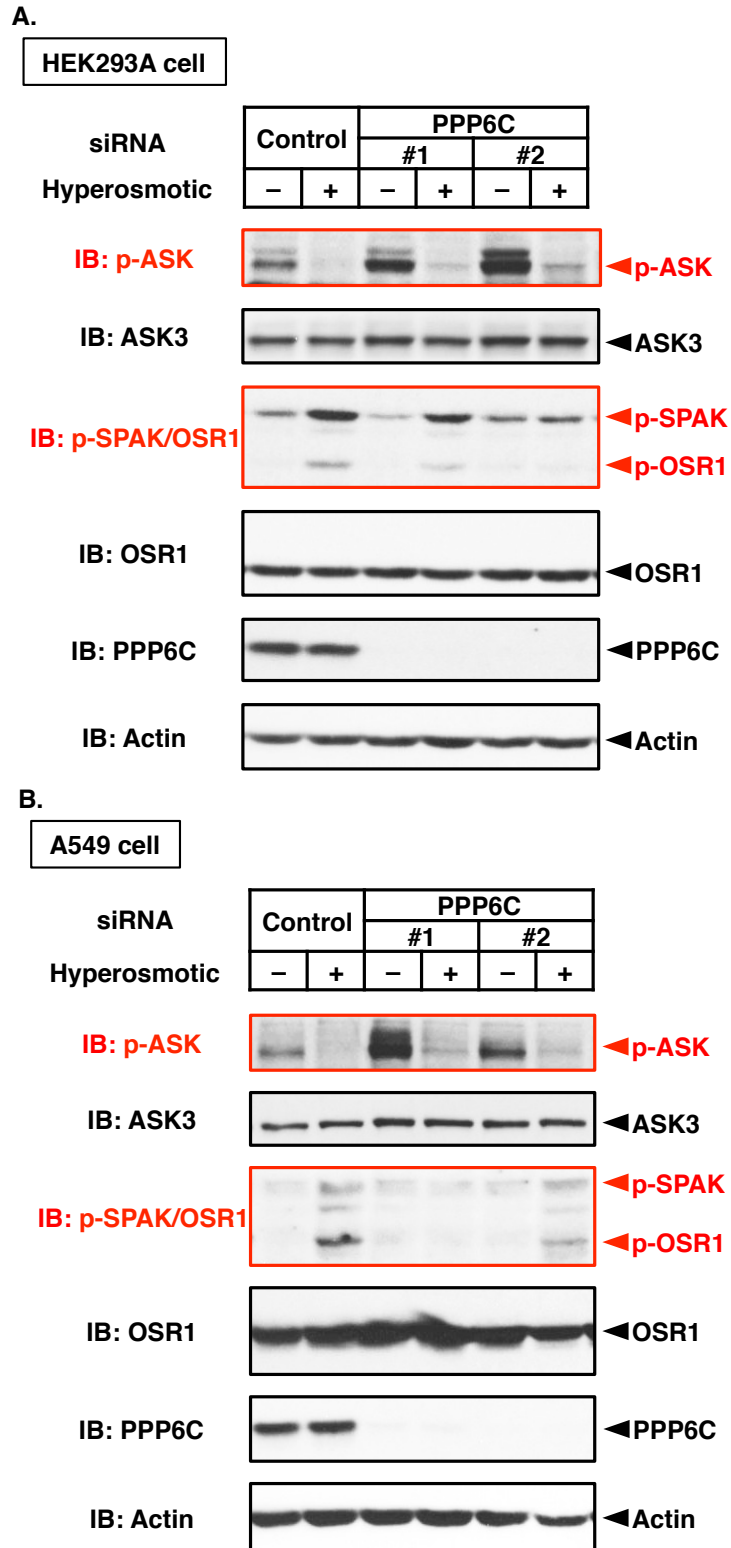 A.
HEK293A cell
siRNA Control PPP6C
#1 #2
Hyperosmotic – + – + – +
IB: p-ASK p-ASK
IB: ASK3 ASK3
IB: p-SPAK/OSR1 p-SPAK
p-OSR1
IB: OSR1 OSR1
IB: PPP6C PPP6C
IB: Actin Actin
B.
A549 cell
siRNA Control PPP6C
#1 #2
Hyperosmotic – + – + – +
IB: p-ASK p-ASK
IB: ASK3 ASK3
IB: p-SPAK/OSR1 p-SPAK
p-OSR1
IB: OSR1 OSR1
IB: PPP6C PPP6C
IB: Actin Actin